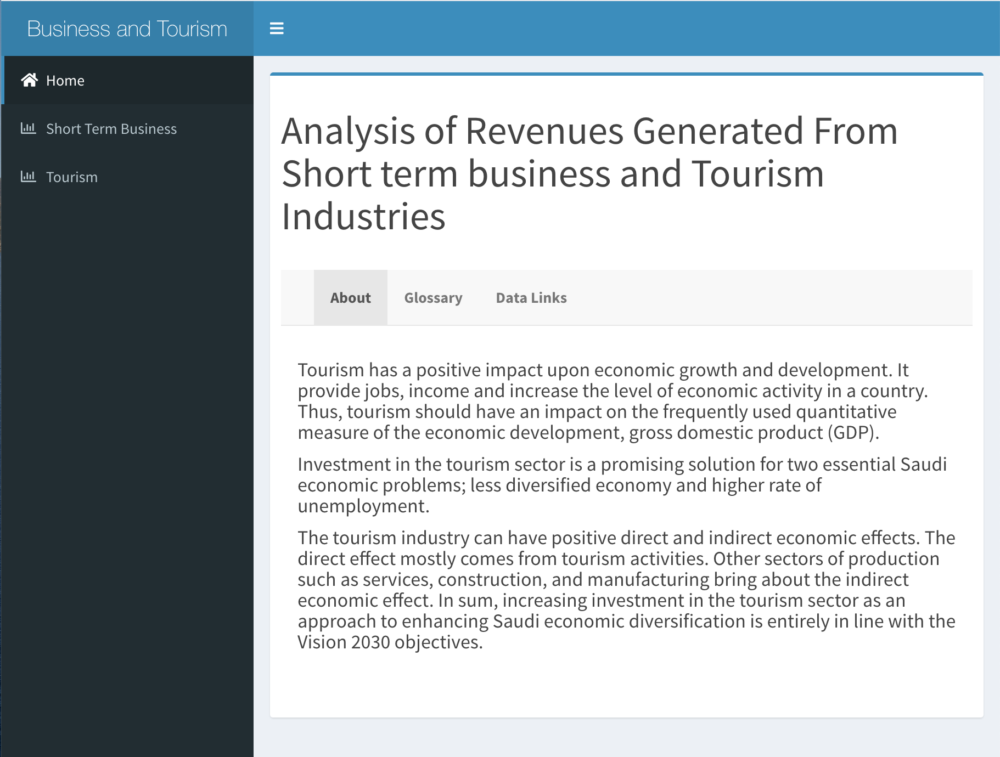 Business and Tourism
Home
Short Term Business
Tourism
Analysis of Revenues Generated From
Short term business and Tourism
Industries
About Glossary Data Links
Tourism has a positive impact upon economic growth and development. It
provide jobs, income and increase the level of economic activity in a country.
Thus, tourism should have an impact on the frequently used quantitative
measure of the economic development, gross domestic product (GDP).
Investment in the tourism sector is a promising solution for two essential Saudi
economic problems; less diversified economy and higher rate of
unemployment.
The tourism industry can have positive direct and indirect economic effects. The
direct effect mostly comes from tourism activities. Other sectors of production
such as services, construction, and manufacturing bring about the indirect
economic effect. In sum, increasing investment in the tourism sector as an
approach to enhancing Saudi economic diversification is entirely in line with the
Vision 2030 objectives.